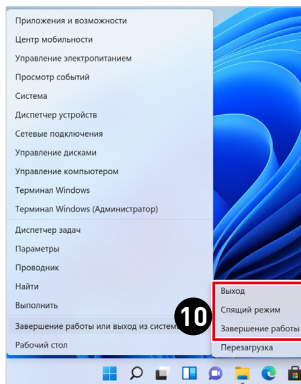 Приложения и возможности
Центр мобильности
Управление электропитанием
Просмотр событий
Система
Диспетчер устройств
Сетевые подключения
Управление дисками
Управление компьютером
Терминал Windows
Терминал Windows (Администратор)
Диспетчер задач
Параметры
Проводник
Найти
Выполнить
Завершение работы или выход из систем
Рабочий стол
10
Выход
Спящий режим
Завершение работы
Перезагрузка